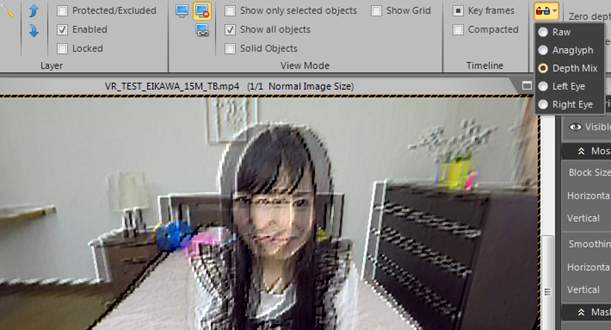 Protected/Excluded
Enabled
Locked
Layer
Show only selected objects
Show all objects
Solid Objects
Show Grid
View Mode
Key frames
Compacted
Timeline
Zero dept
Raw
Anaglyph
Depth Mix
Left Eye
Right Eye
VR_TEST_EIKAWA_15M_TB.mp4 (1/1 Normal Image Size)
Visible
Mos
Block Size
Horizonta
Vertical
Smoothin
Horizonta
Vertical
Mas